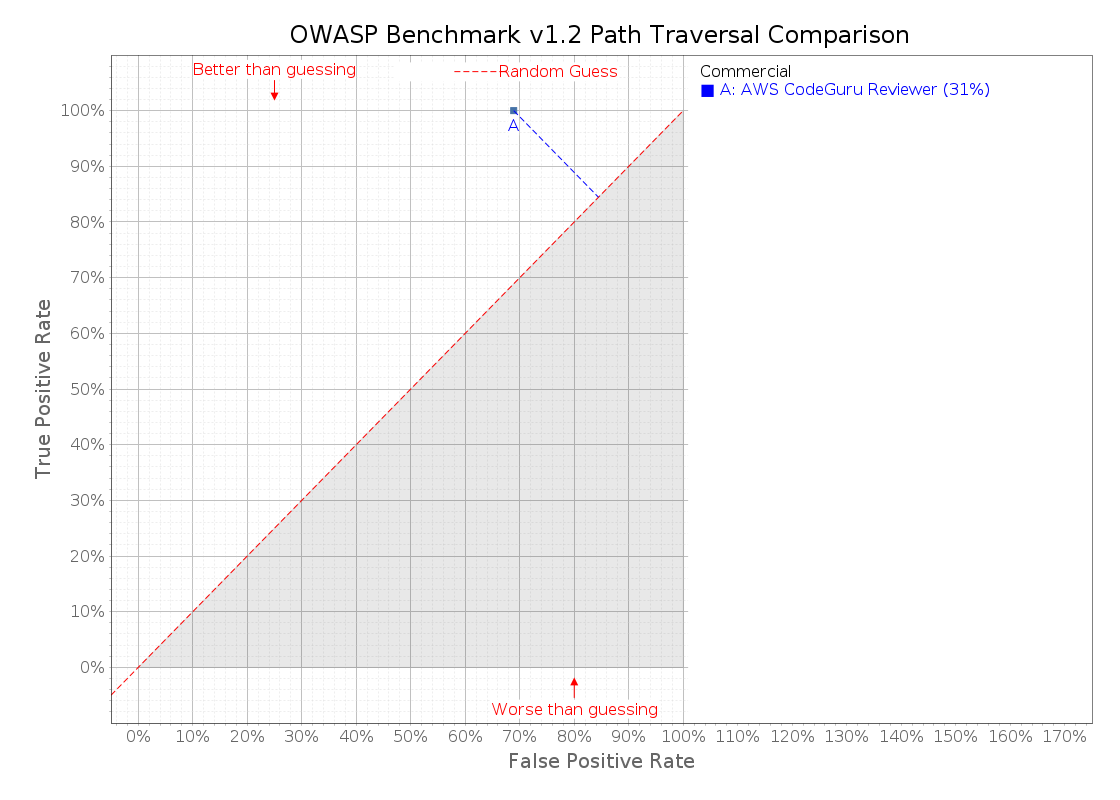 OWASP Benchmark v1.2 Path Traversal Comparison
Better than guessing
Random Guess
Commercial
A: AWS CodeGuru Reviewer (31%)
A
100%
90%
80%
70%
60%
50%
40%
30%
20%
10%
0%
True Positive Rate
Worse than guessing
0% 10% 20% 30% 40% 50% 60% 70% 80% 90% 100% 110% 120% 130% 140% 150% 160% 170%
False Positive Rate